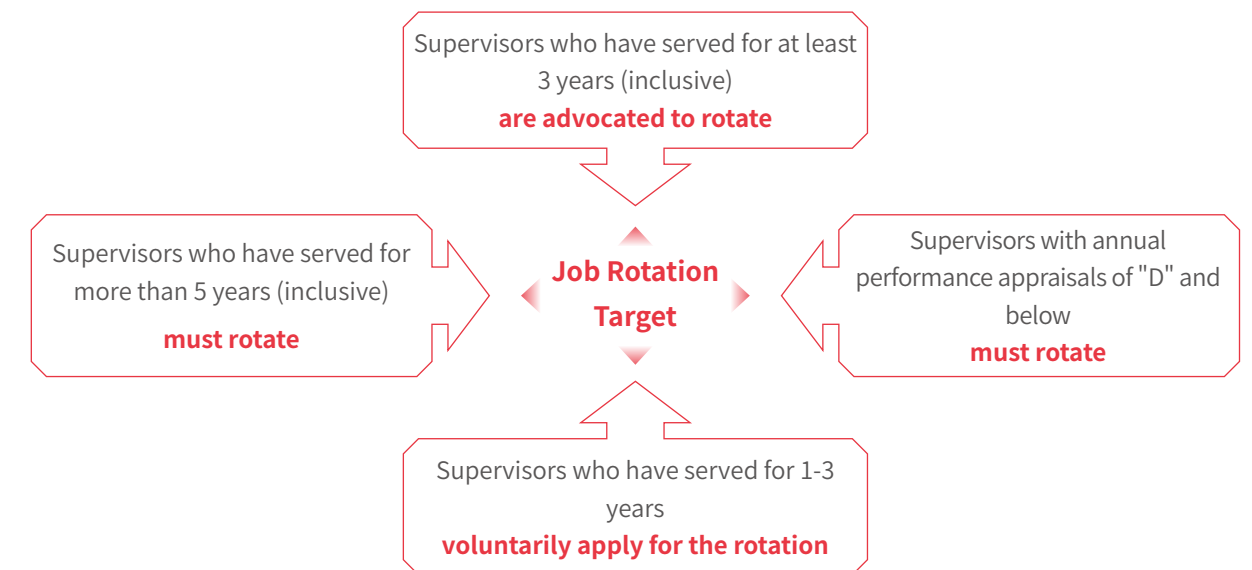 Supervisors who have served for at least
3 years (inclusive)
are advocated to rotate
Supervisors who have served for
more than 5 years (inclusive)
must rotate
Job Rotation
Target
Supervisors with annual
performance appraisals of "D" and
below
must rotate
Supervisors who have served for 1-3
years
voluntarily apply for the rotation